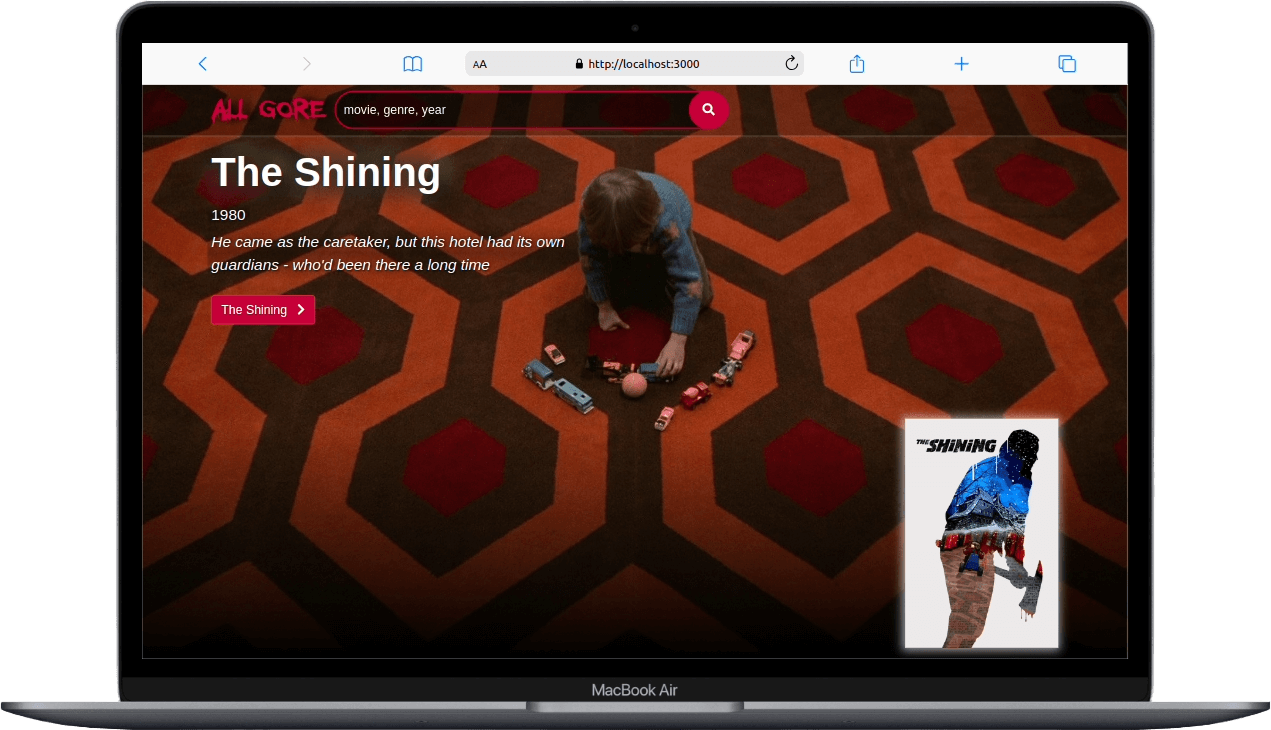 AA http://localhost:3000
ALL GORE movie, genre, year
The Shining
1980
He came as the caretaker, but this hotel had its own
guardians - who'd been there a long time
The Shining
THE SHiNiNG
MacBook Air